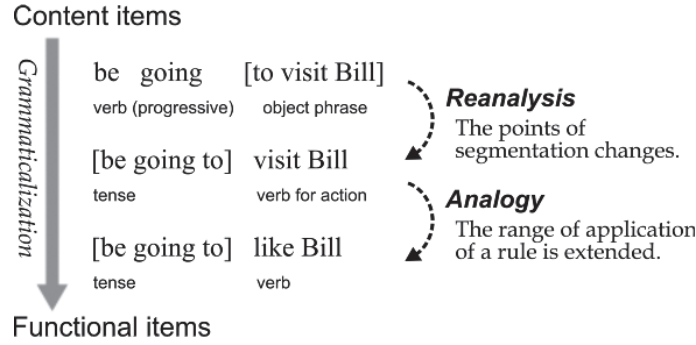 Content items
Grammaticalization
be going [to visit Bill]
verb (progressive) object phrase
Reanalysis
The points of
segmentation changes.
[be going to] visit Bill
tense verb for action
Analogy
The range of application
of a rule is extended.
[be going to] like Bill
tense verb
Functional items